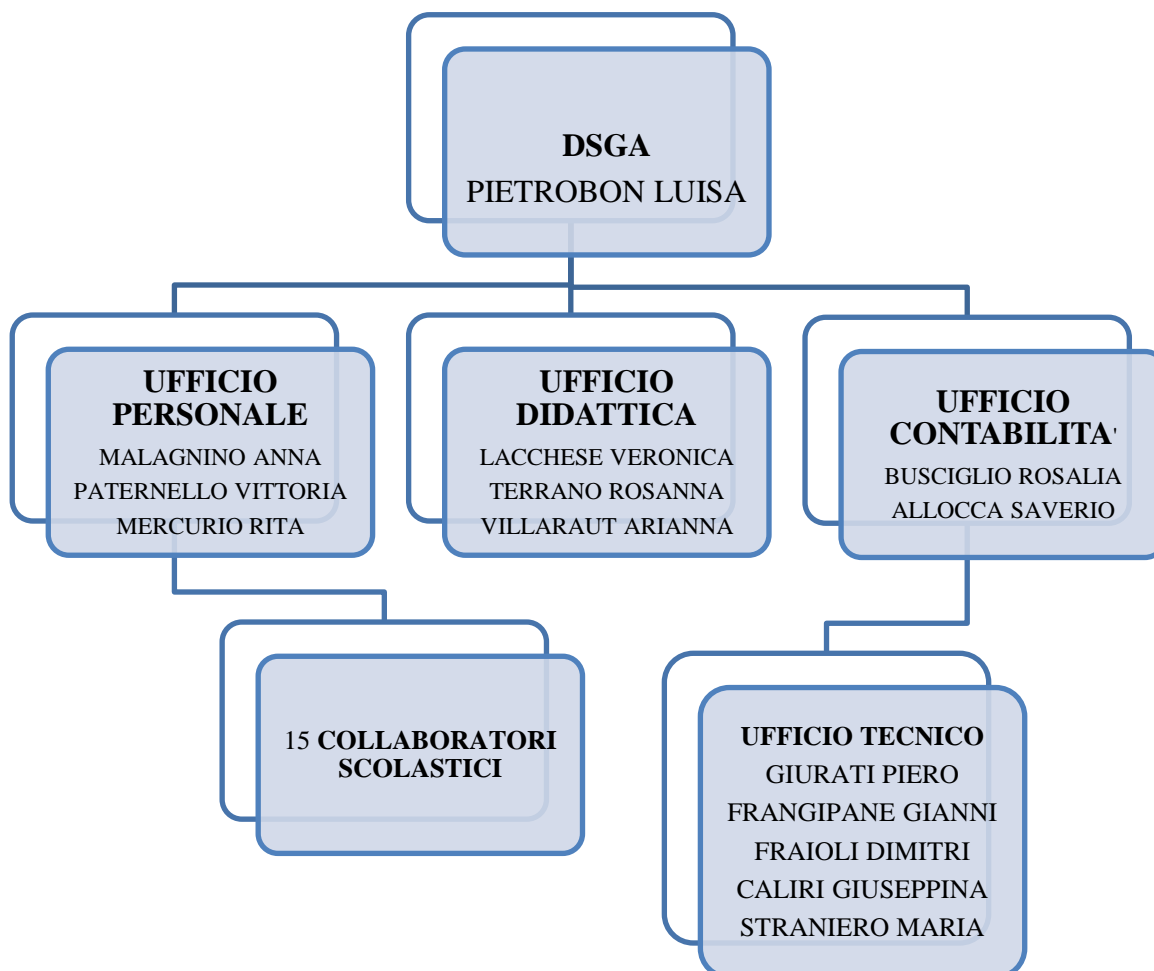 DSGA
PIETROBON LUISA
UFFICIO
PERSONALE
MALAGNINO ANNA
PATERNELLO VITTORIA
MERCURIO RITA
UFFICIO
DIDATTICA
LACCHESE VERONICA
TERRANO ROSANNA
VILLARAUT ARIANNA
UFFICIO
CONTABILITA'
BUSCIGLIO ROSALIA
ALLOCCA SAVERIO
15 COLLABORATORI
SCOLASTICI
UFFICIO TECNICO
GIURATI PIERO
FRANGIPANE GIANNI
FRAIOLI DIMITRI
CALIRI GIUSEPPINA
STRANIERO MARIA